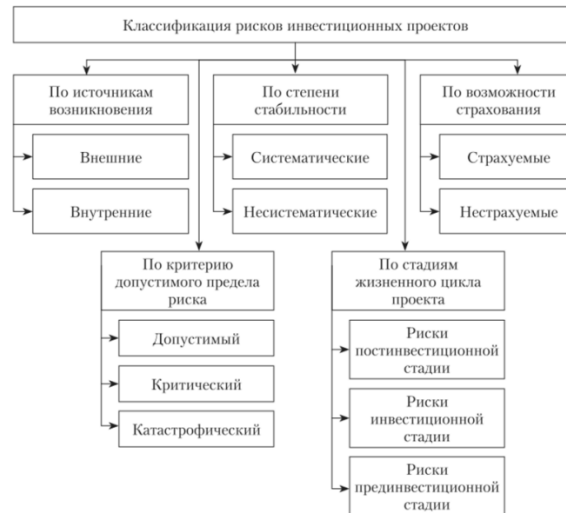 Классификация рисков инвестиционных проектов
По источникам
возникновения
Внешние
Внутренние
По степени
стабильности
Систематические
Несистематические
По возможности
страхования
Страхуемые
Нестрахуемые
По критерию
допустимого предела
риска
Допустимый
Критический
Катастрофический
По стадиям
жизненного цикла
проекта
Риски
постинвестиционной
стадии
Риски
инвестиционной
стадии
Риски
прединвестиционной
стадии